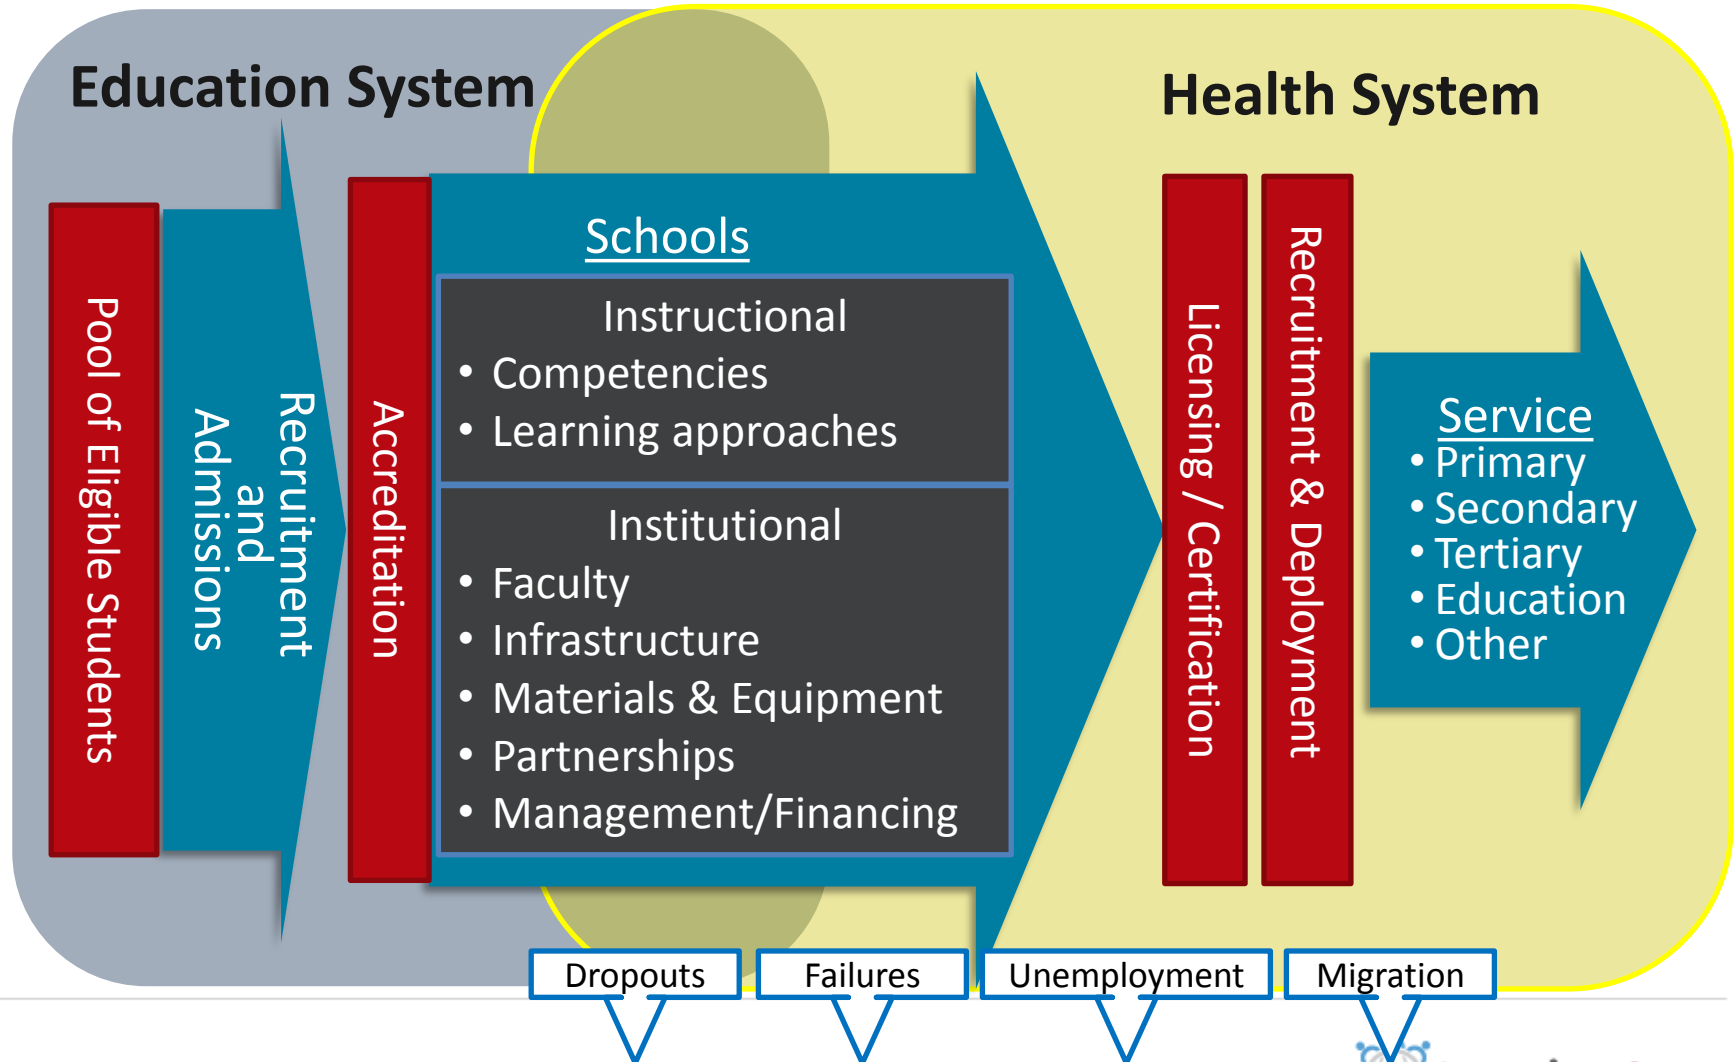 Education System
Health System
Pool of Eligible Students
Recruitment
and
Admissions
Accreditation
Schools
Instructional
• Competencies
• Learning approaches
Institutional
• Faculty
• Infrastructure
• Materials & Equipment
• Partnerships
• Management/Financing
Licensing / Certification
Recruitment & Deployment
Service
• Primary
• Secondary
• Tertiary
• Education
• Other
Dropouts
Failures
Unemployment
Migration